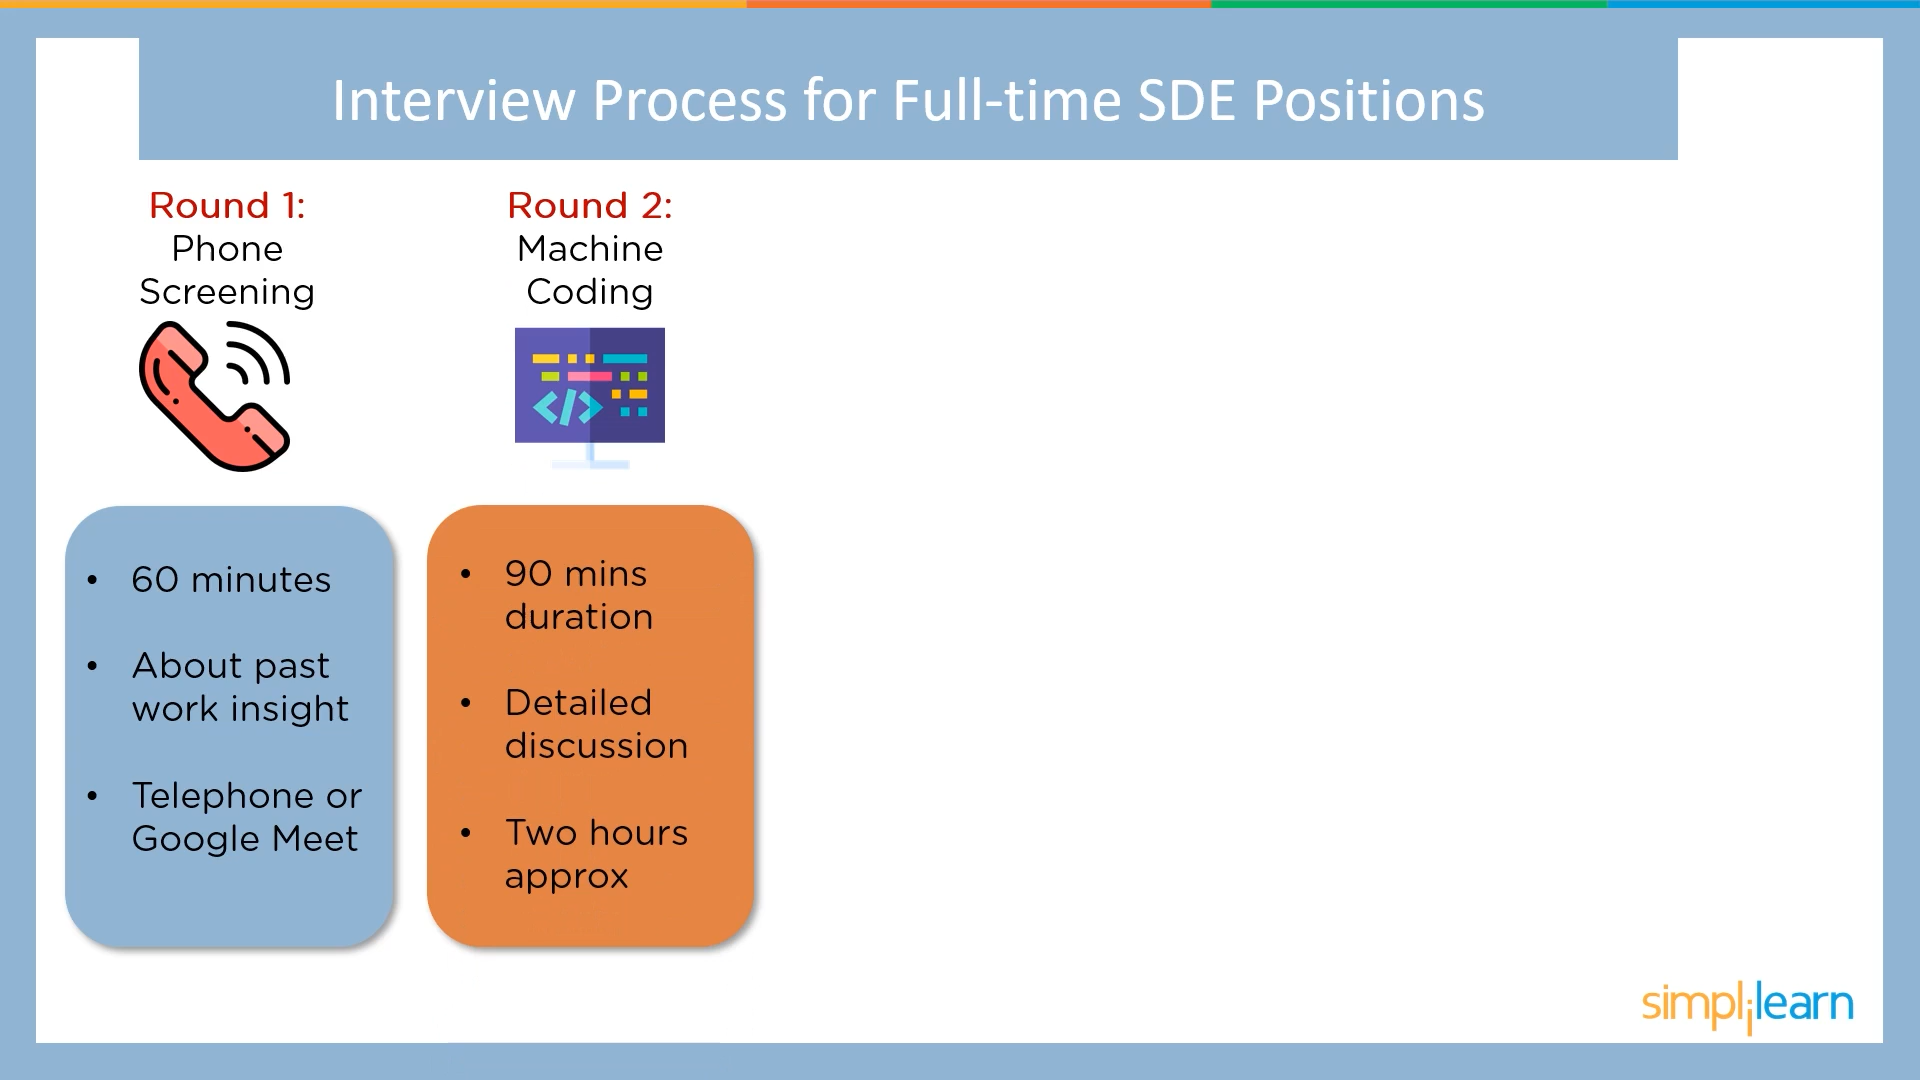 Interview Process for Full-time SDE Positions
Round 1:
Phone
Screening
Round 2:
Machine
Coding
</>
• 60 minutes
• About past
work insight
• Telephone or
Google Meet
• 90 mins
duration
• Detailed
discussion
• Two hours
approx
simplilearn